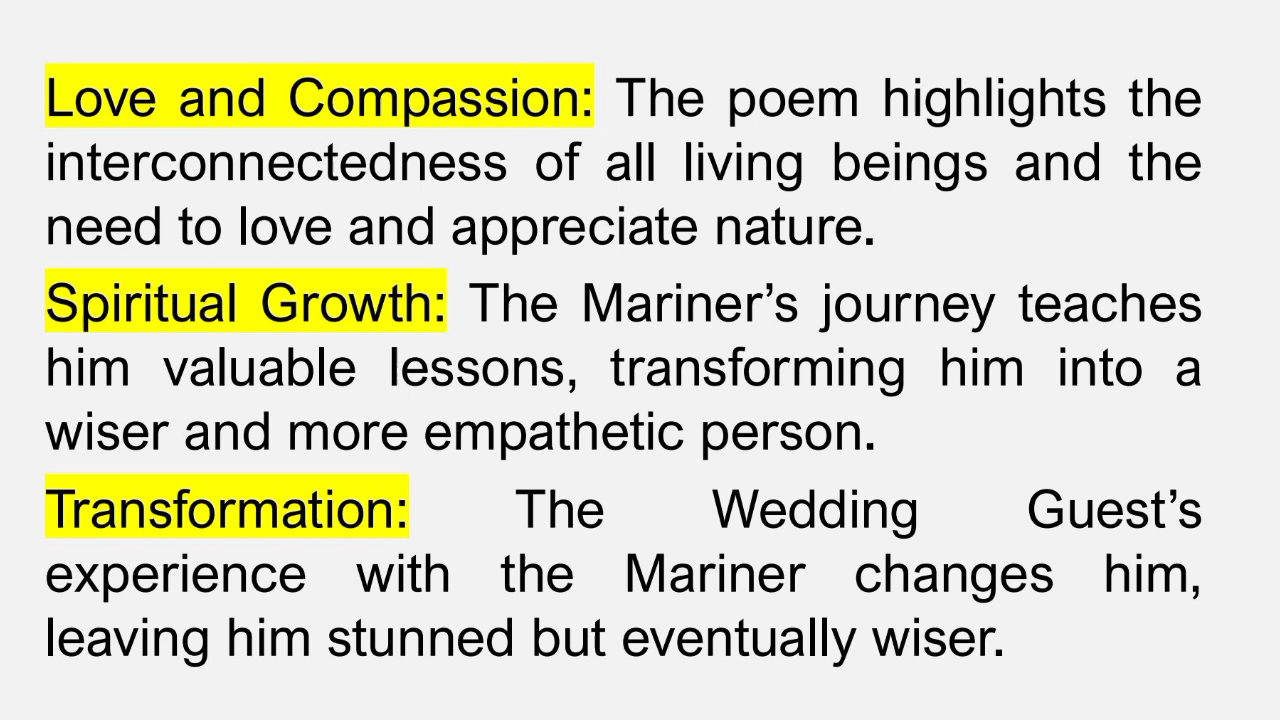 Love and Compassion: The poem highlights the
interconnectedness of all living beings and the
need to love and appreciate nature.
Spiritual Growth: The Mariner’s journey teaches
him valuable lessons, transforming him into a
wiser and more empathetic person.
Transformation: The Wedding Guest’s
experience with the Mariner changes him,
leaving him stunned but eventually wiser.